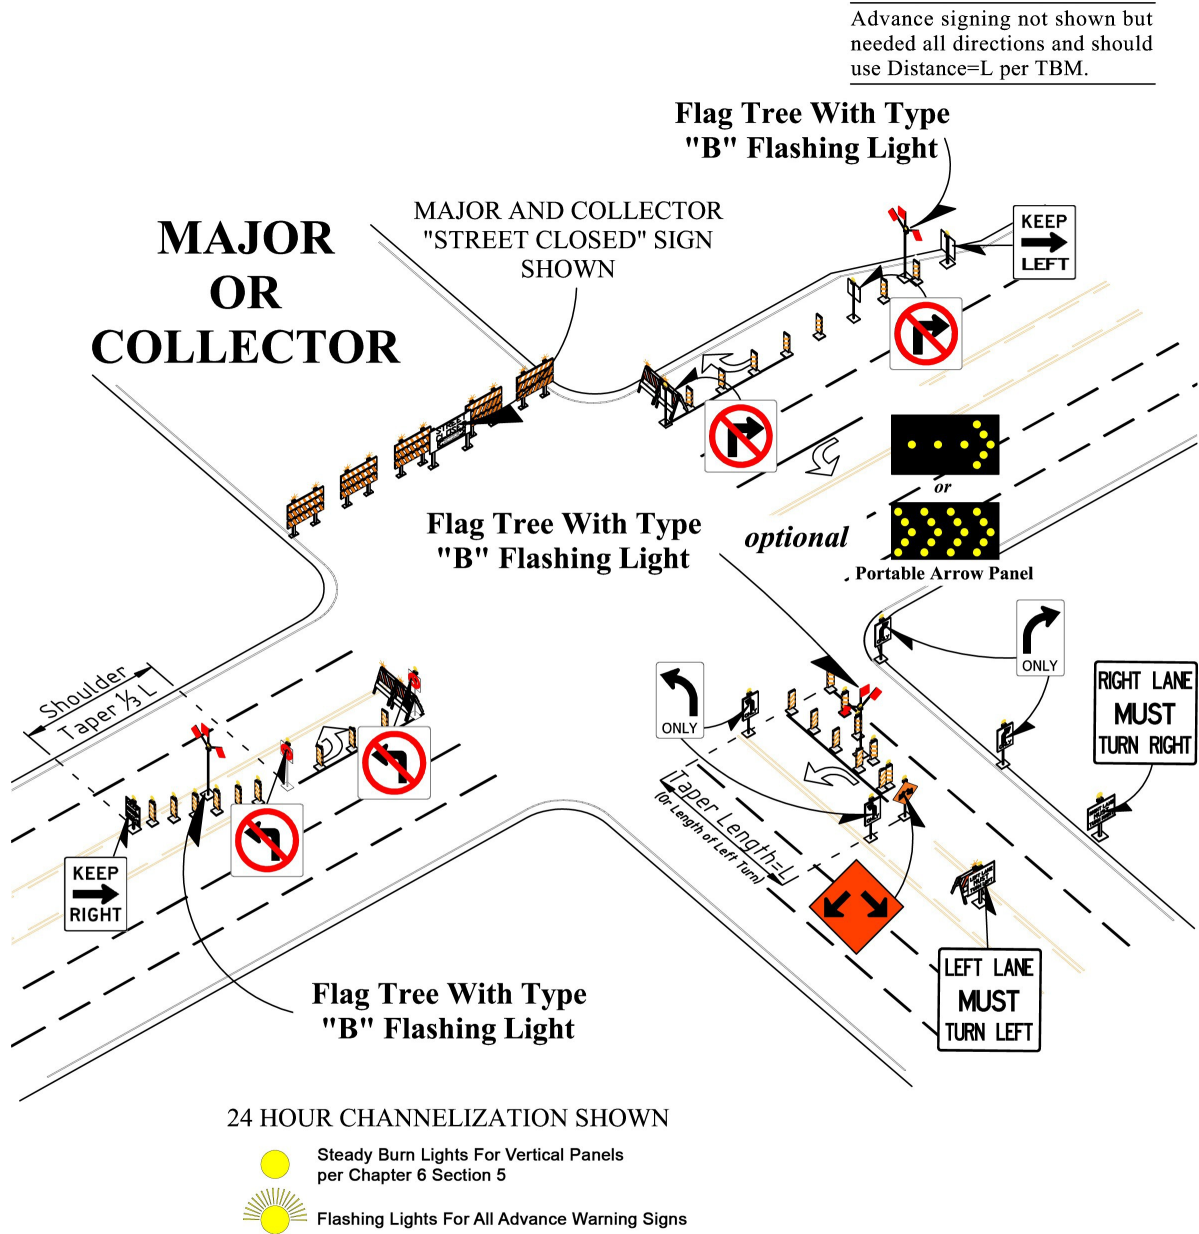 Advance signing not shown but
needed all directions and should
use Distance=L per TBM.
Flag Tree With Type
"B" Flashing Light
MAJOR AND COLLECTOR
"STREET CLOSED" SIGN
SHOWN
MAJOR
OR
COLLECTOR
KEEP
LEFT
Flag Tree With Type
"B" Flashing Light
optional
or
Portable Arrow Panel
Shoulder
Taper ⅓ L
ONLY
ONLY
RIGHT LANE
MUST
TURN RIGHT
Taper Length=L
(Or Length of Left Turn)
KEEP
RIGHT
LEFT LANE
MUST
TURN LEFT
Flag Tree With Type
"B" Flashing Light
24 HOUR CHANNELIZATION SHOWN
Steady Burn Lights For Vertical Panels
per Chapter 6 Section 5
Flashing Lights For All Advance Warning Signs